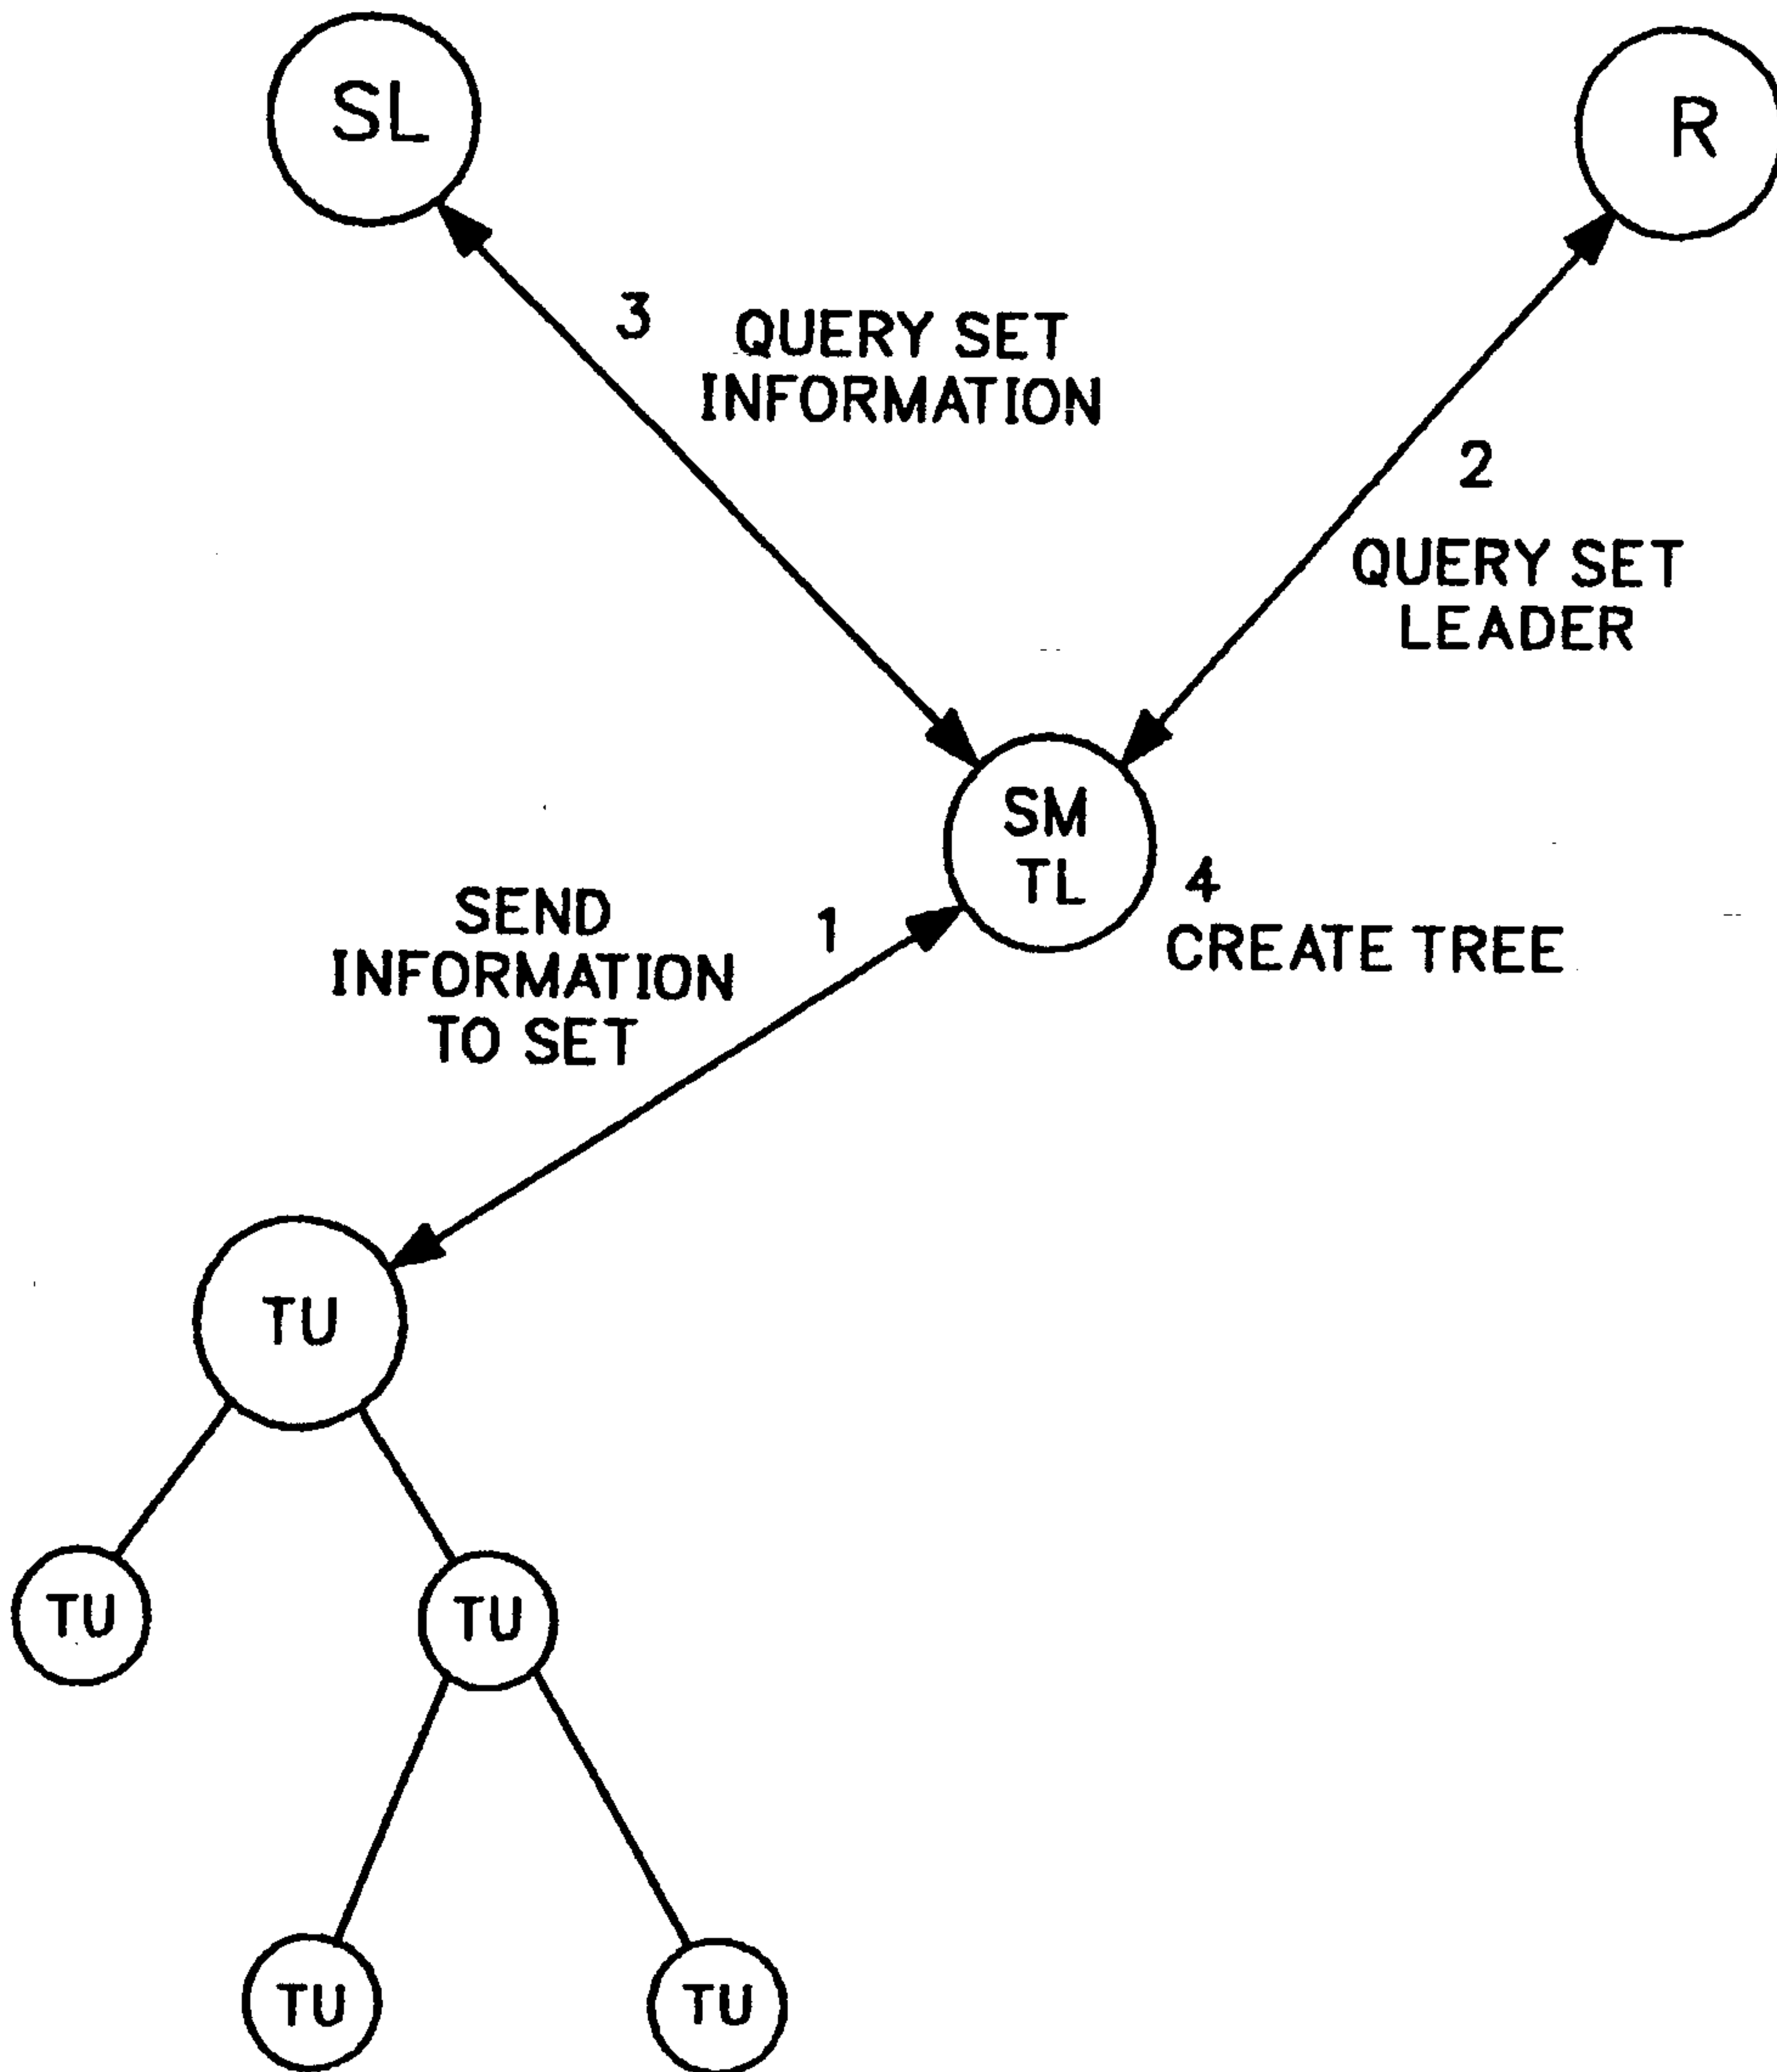 SL
R
3
QUERY SET
INFORMATION
2
QUERY SET
LEADER
SM
TL
4
CREATE TREE
1
SEND
INFORMATION
TO SET
TU
TU
TU
TU
TU